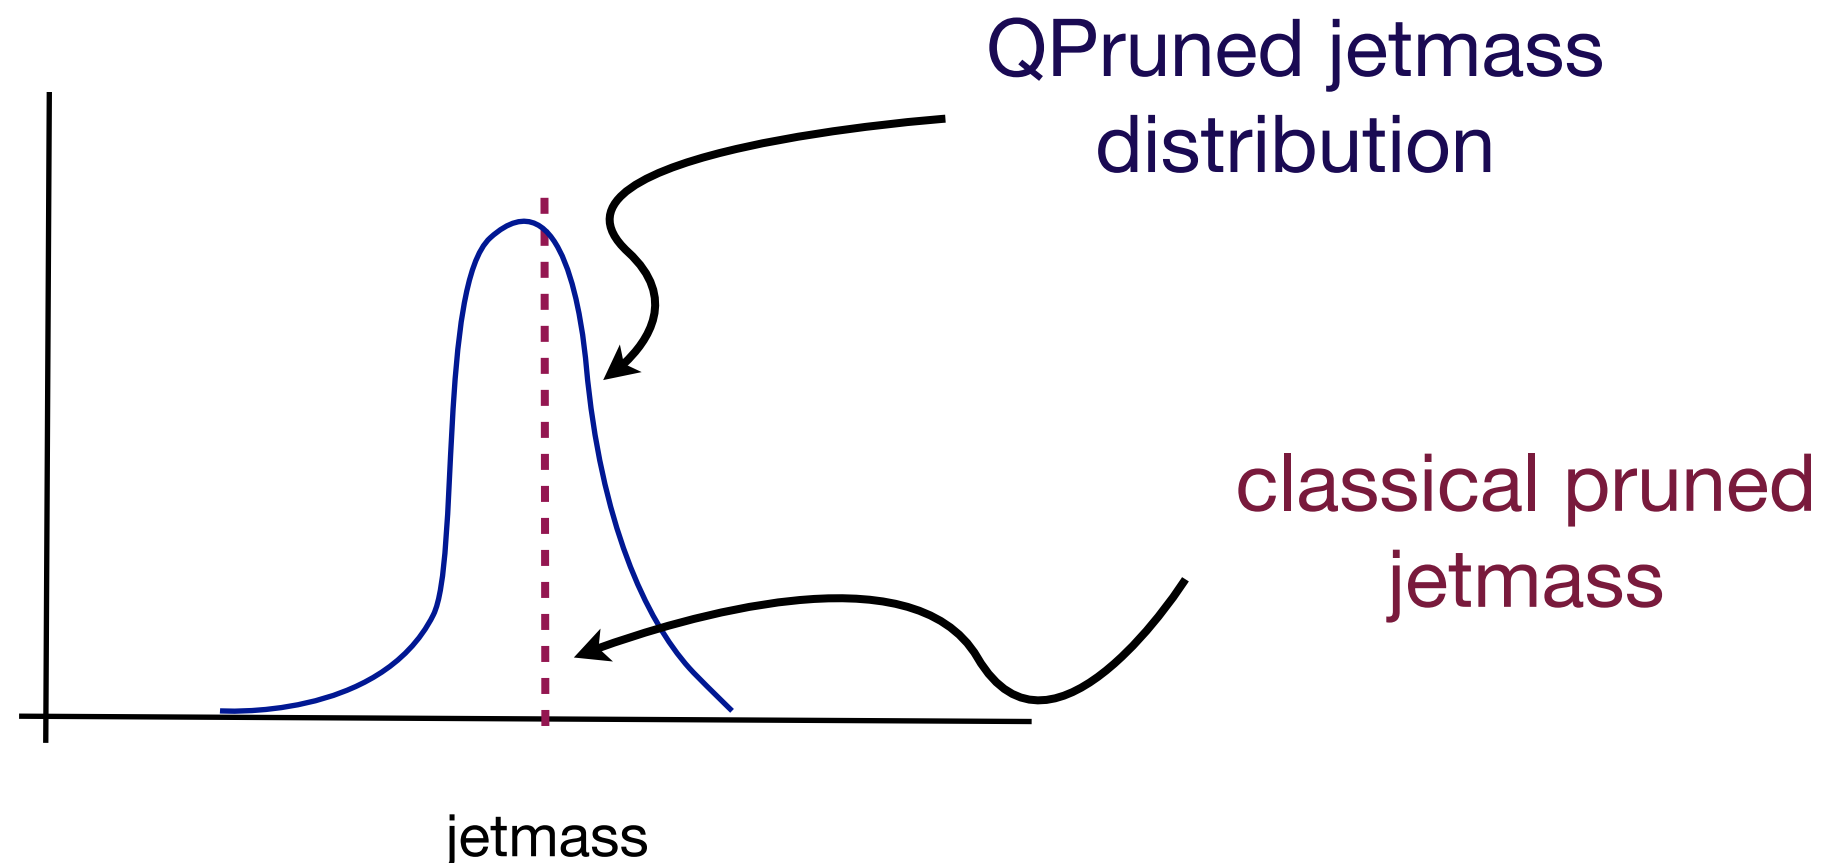 QPruned jetmass
distribution
classical pruned
jetmass
jetmass